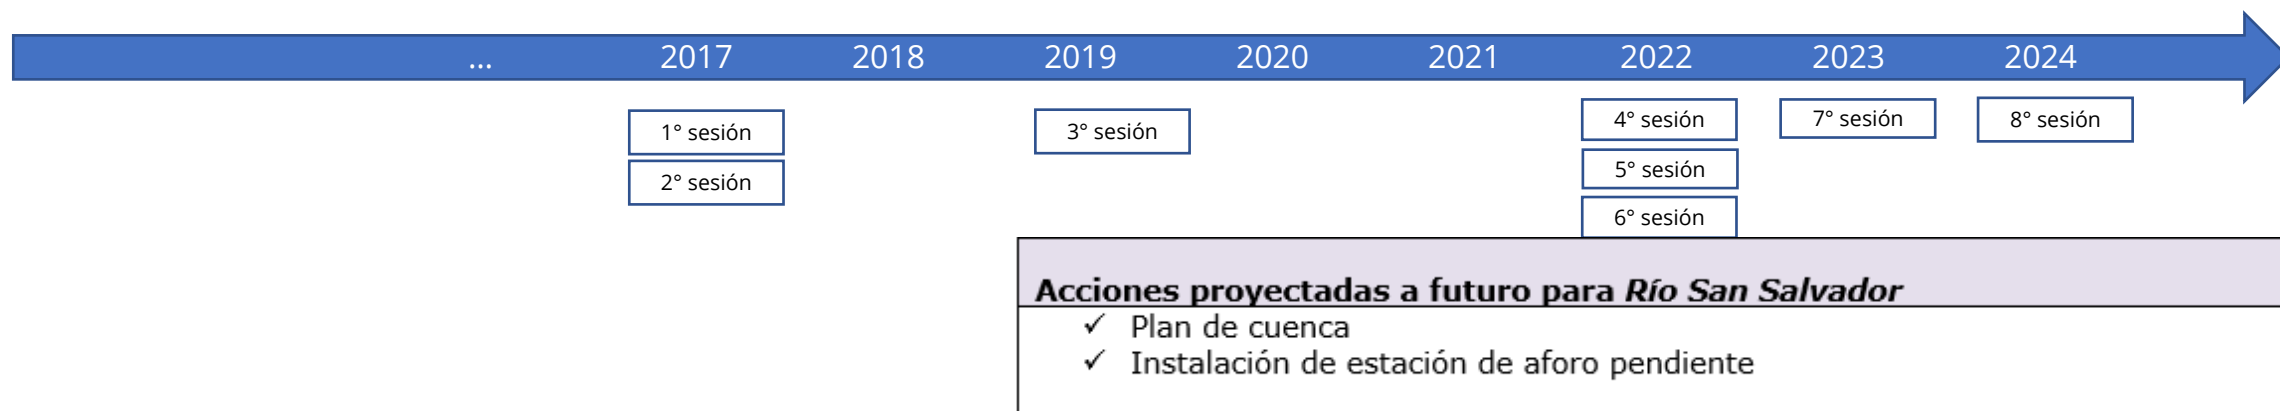 ... 2017 2018 2019 2020 2021 2022 2023 2024
1° sesión 3° sesión 4° sesión 7° sesión 8° sesión
2° sesión 5° sesión
6° sesión
Acciones proyectadas a futuro para Río San Salvador
✓ Plan de cuenca
✓ Instalación de estación de aforo pendiente